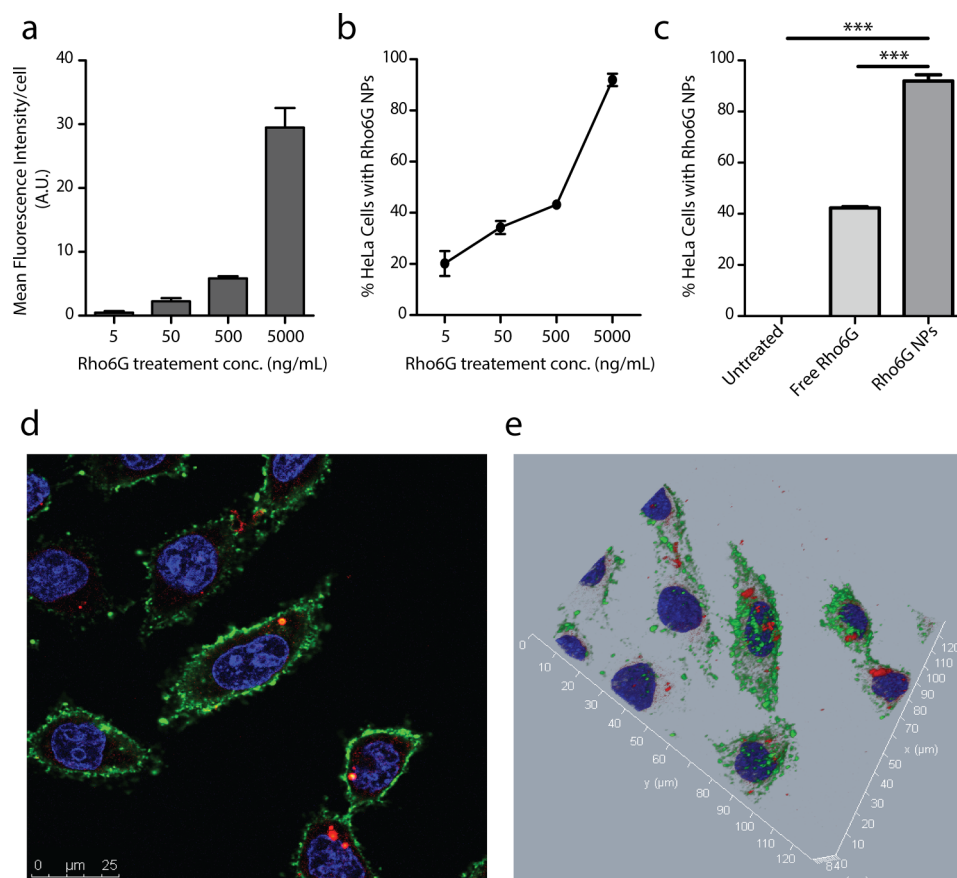 a
Mean Fluorescence Intensity/cell
(A.U.)
40
30
20
10
0
5 50 500 5000
Rho6G treatement conc. (ng/mL)
b
% HeLa Cells with Rho6G NPs
100
80
60
40
20
0
5 50 500 5000
Rho6G treatement conc. (ng/mL)
c
% HeLa Cells with Rho6G NPs
***
***
100
80
60
40
20
0
Untreated
Free Rho6G
Rho6G NPs
d
0 µm 25
e
0
10
20
30
40
50
60
70
80
90
100
110
120
y (µm)
120
110
100
90
80
70
50
40
30
20
10
0
x (µm)
8
4